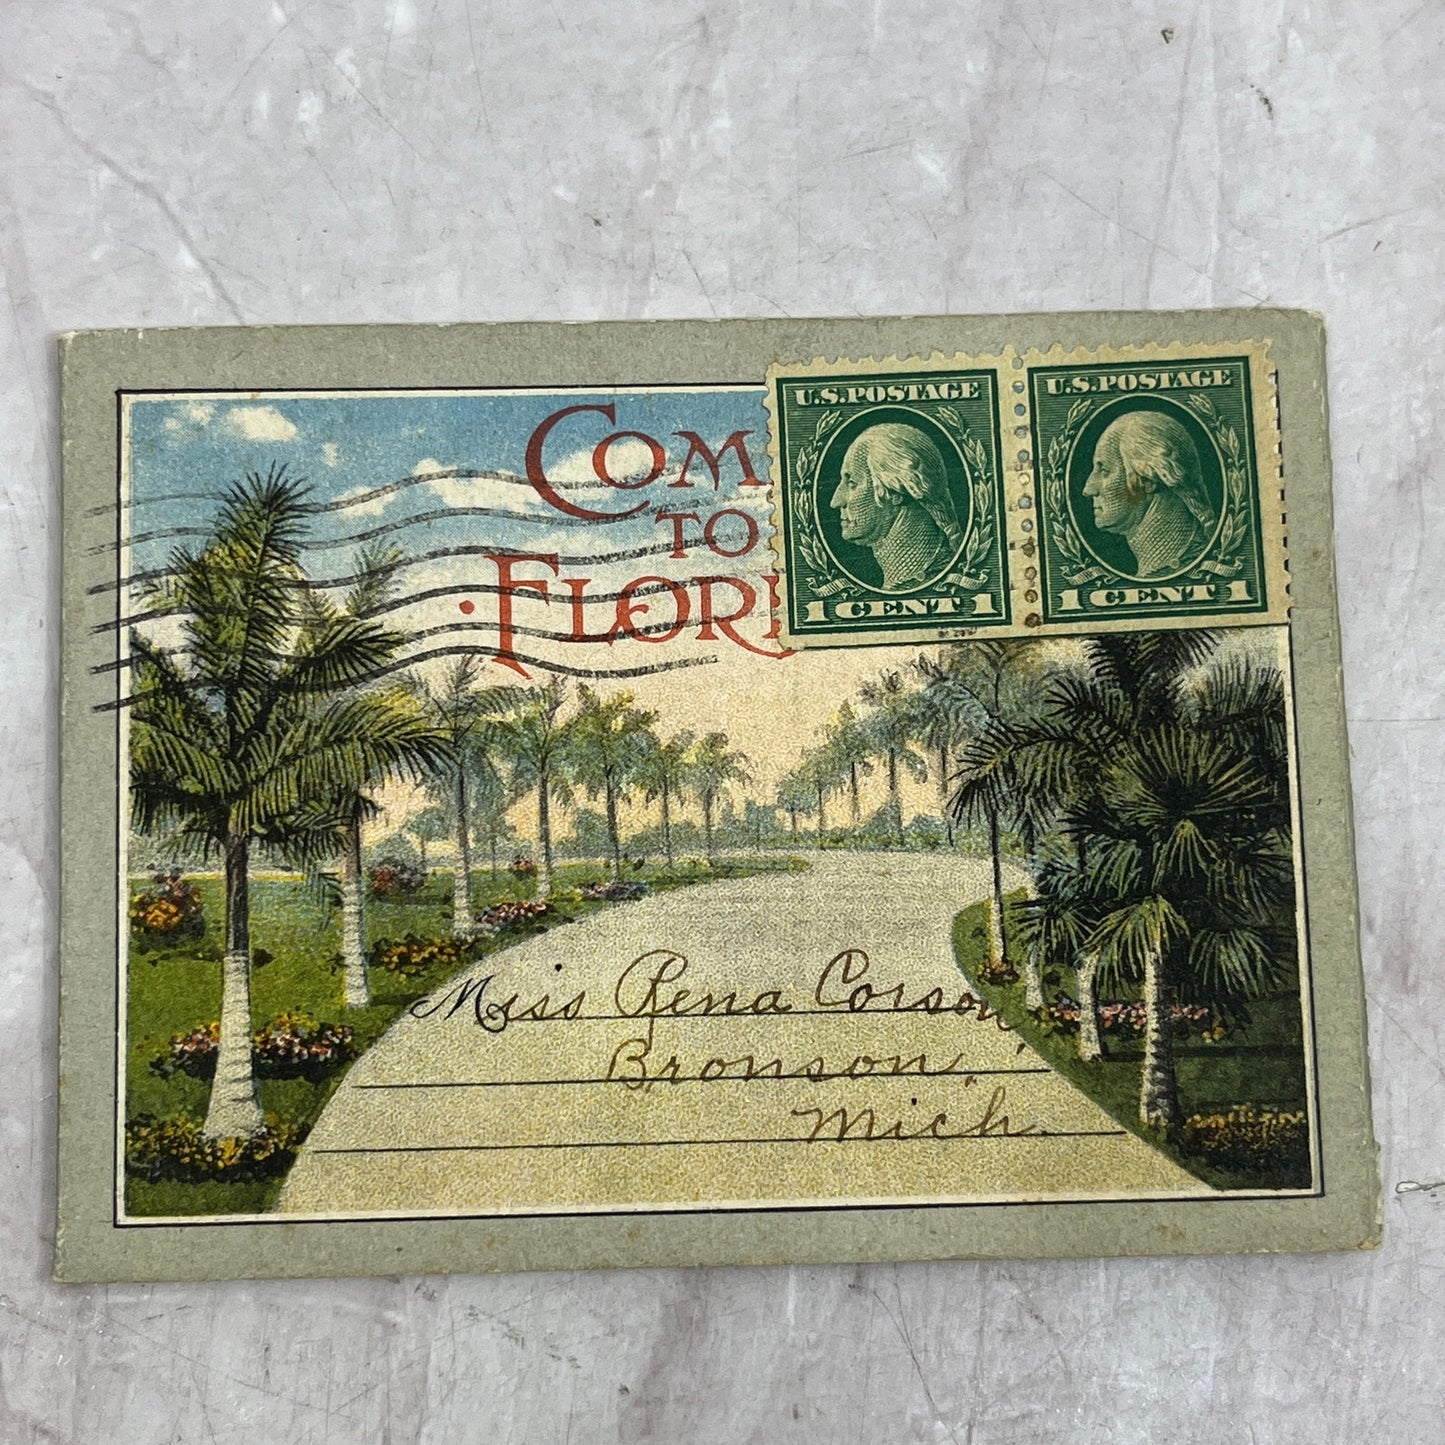 COM
TO
· FLORI
U.S. POSTAGE
1 CENT 1
U.S. POSTAGE
1 CENT 1
Miss Rena Corson
Bronson,
Mich.